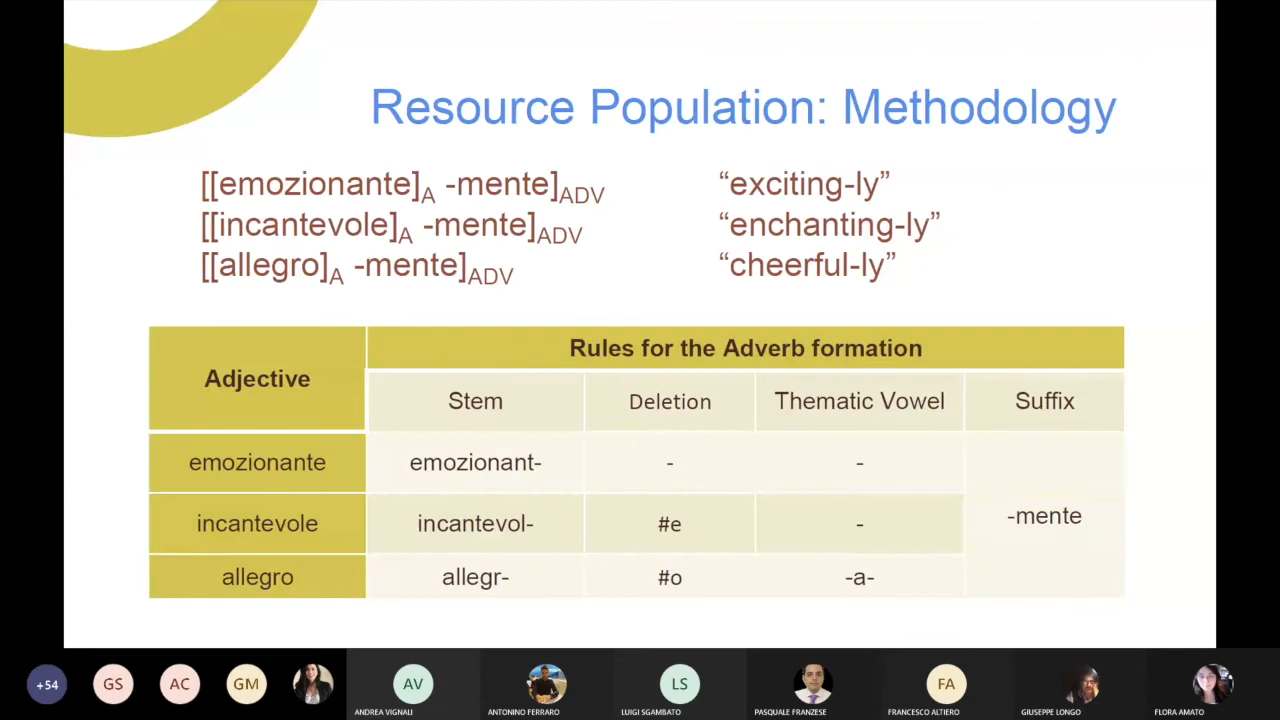 Resource Population: Methodology
[[emozionante]A -mente]ADV “exciting-ly”
[[incantevole]A -mente]ADV “enchanting-ly”
[[allegro]A -mente]ADV “cheerful-ly”
Adjective
Rules for the Adverb formation
Stem Deletion Thematic Vowel Suffix
emozionante emozionant- - -
incantevole incantevol- #e -
-mente
allegro allegr- #o -a-
+54 GS AC GM AV LS FA
ANDREA VIGNALI ANTONINO FERRARO LUIGI SGAMBATO PASQUALE FRANZESE FRANCESCO ALTIERO GIUSEPPE LONGO FLORA AMATO